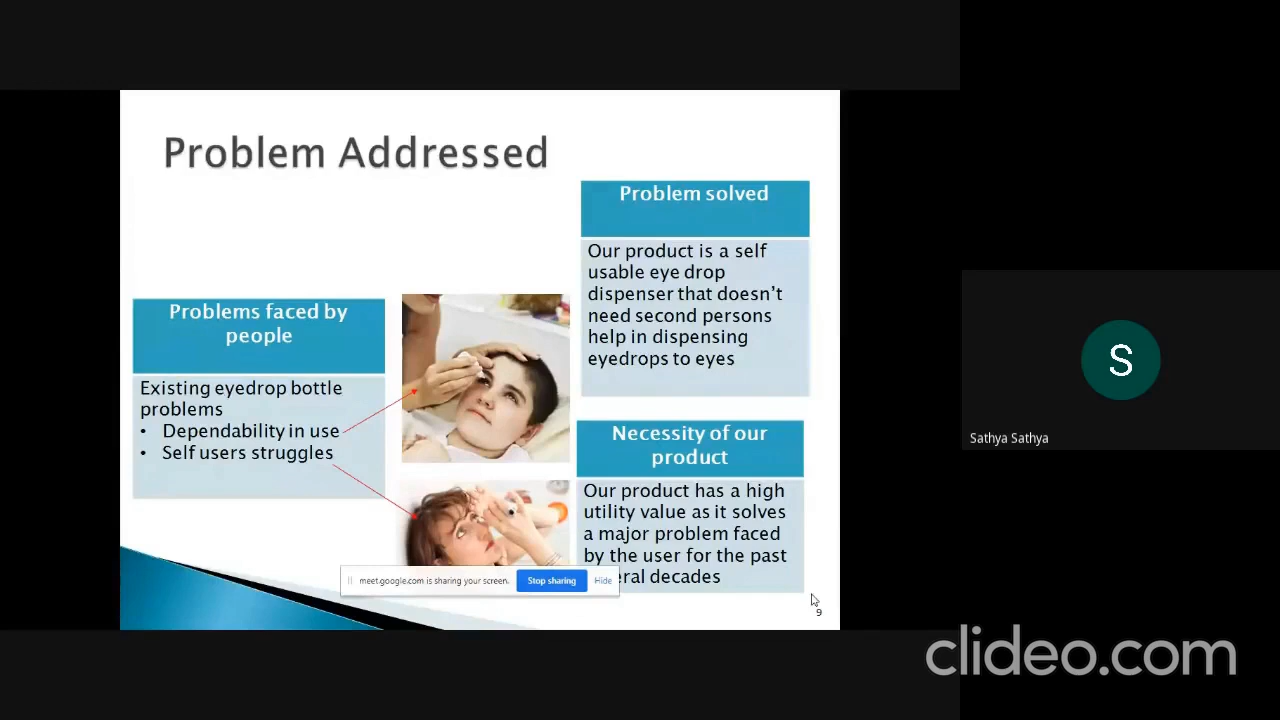 Problem Addressed
Problem solved
Our product is a self
usable eye drop
dispenser that doesn't
need second persons
help in dispensing
eyedrops to eyes
Problems faced by
people
Existing eyedrop bottle
problems
• Dependability in use
• Self users struggles
Necessity of our
product
Our product has a high
utility value as it solves
a major problem faced
by the user for the past
eral decades
meet.google.com is sharing your screen.
Stop sharing
Hide
9
S
Sathya Sathya
clideo.com